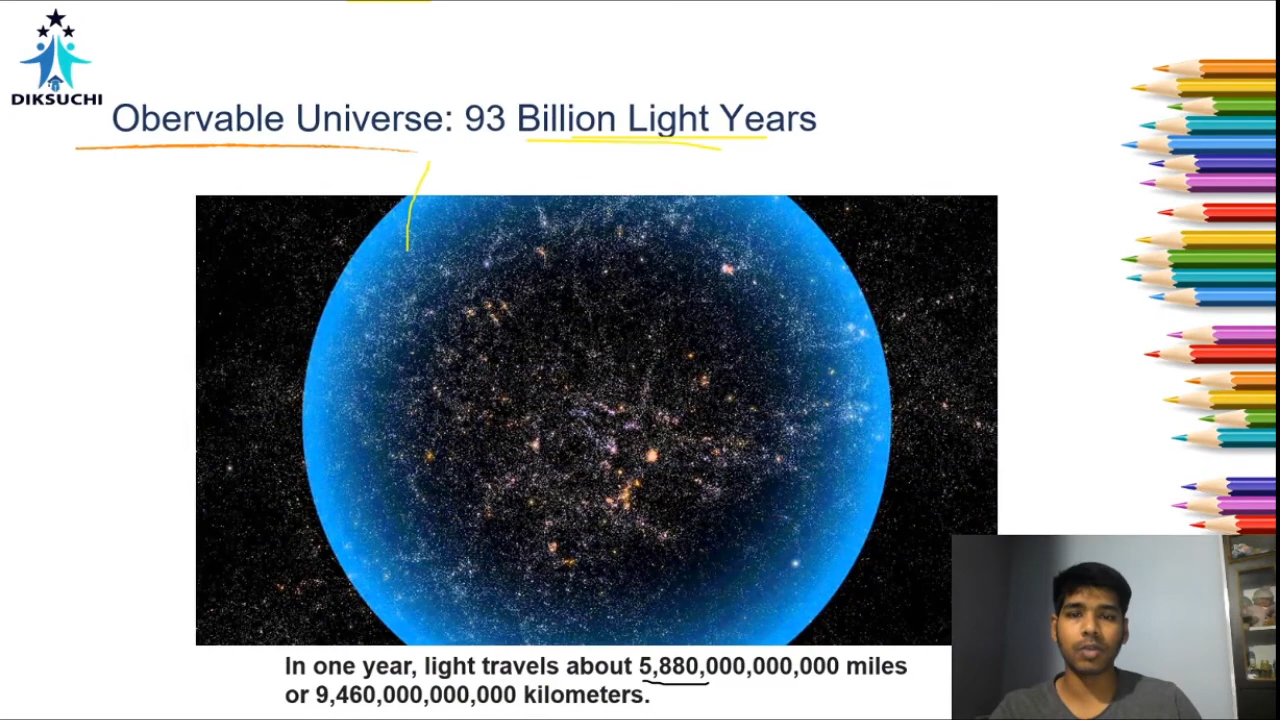 DIKSUCHI
Obervable Universe: 93 Billion Light Years
In one year, light travels about 5,880,000,000,000 miles
or 9,460,000,000,000 kilometers.